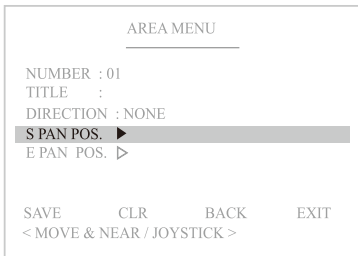 AREA MENU
NUMBER : 01
TITLE :
DIRECTION : NONE
S PAN POS. ▶
E PAN POS. ▷
SAVE CLR BACK EXIT
< MOVE & NEAR / JOYSTICK >